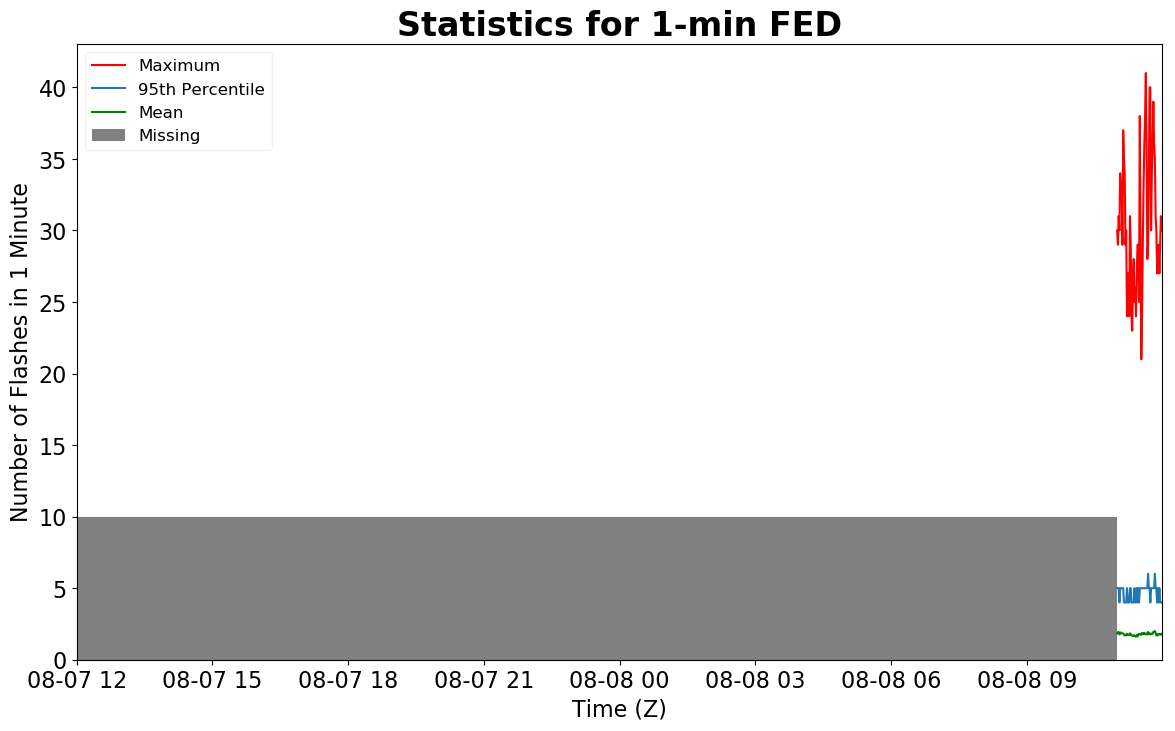 Statistics for 1-min FED
Maximum
95th Percentile
Mean
Missing
Number of Flashes in 1 Minute
40
35
30
25
20
15
10
5
0
08-07 12
08-07 15
08-07 18
08-07 21
08-08 00
08-08 03
08-08 06
08-08 09
Time (Z)